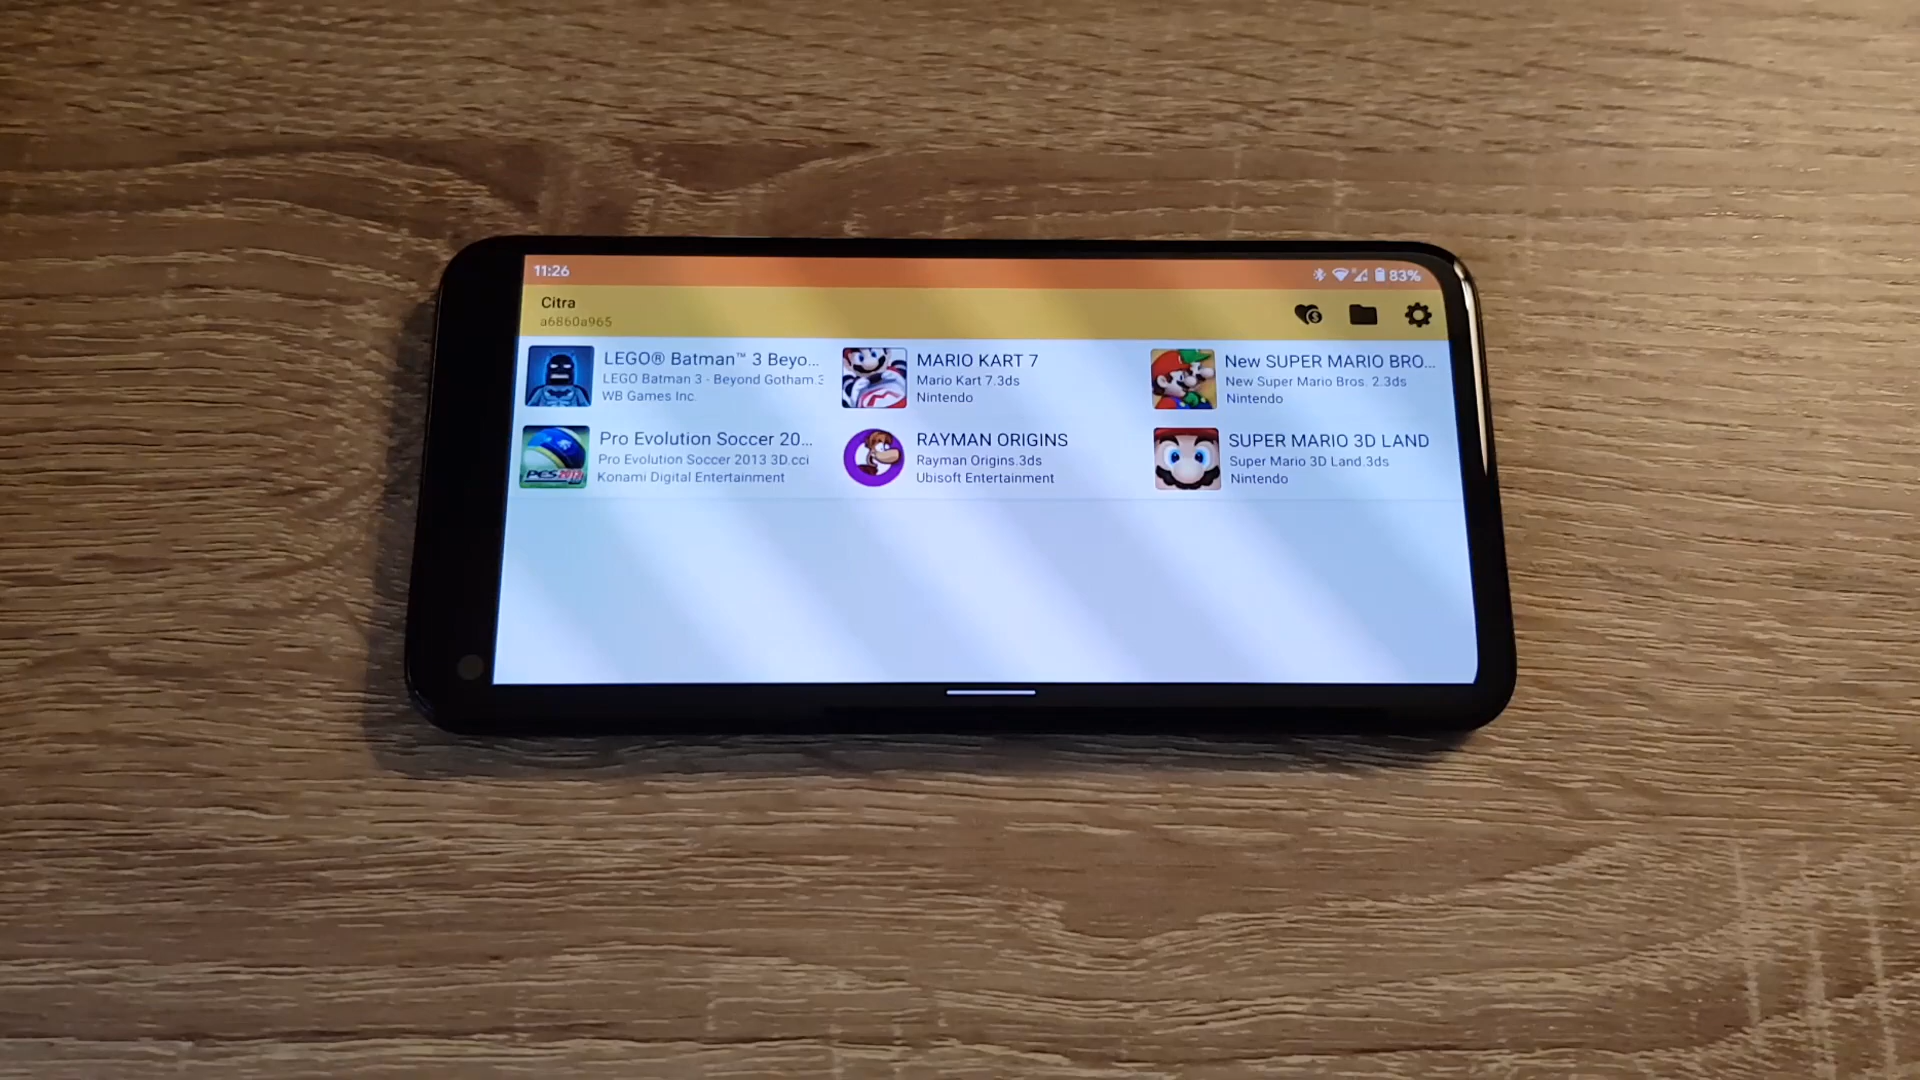 11:26
83%
Citra
a6860a965
LEGO® Batman™ 3 Beyo...
LEGO Batman 3 - Beyond Gotham.3
WB Games Inc
MARIO KART 7
Mario Kart 7.3ds
Nintendo
New SUPER MARIO BRO...
New Super Mario Bros. 2.3ds
Nintendo
PES2013
Pro Evolution Soccer 20...
Pro Evolution Soccer 2013 3D.cci
Konami Digital Entertainment
RAYMAN ORIGINS
Rayman Origins.3ds
Ubisoft Entertainment
SUPER MARIO 3D LAND
Super Mario 3D Land.3ds
Nintendo